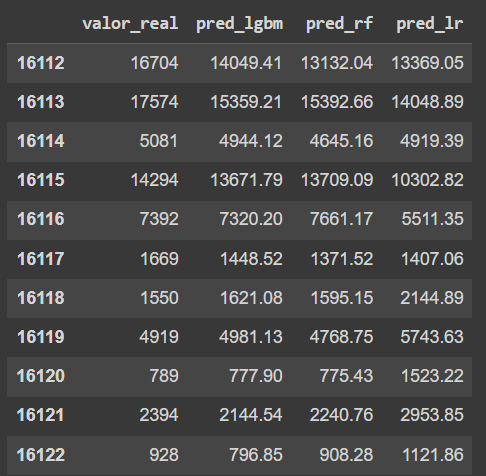 valor_real pred_lgbm pred_rf pred_lr
16112 16704 14049.41 13132.04 13369.05
16113 17574 15359.21 15392.66 14048.89
16114 5081 4944.12 4645.16 4919.39
16115 14294 13671.79 13709.09 10302.82
16116 7392 7320.20 7661.17 5511.35
16117 1669 1448.52 1371.52 1407.06
16118 1550 1621.08 1595.15 2144.89
16119 4919 4981.13 4768.75 5743.63
16120 789 777.90 775.43 1523.22
16121 2394 2144.54 2240.76 2953.85
16122 928 796.85 908.28 1121.86